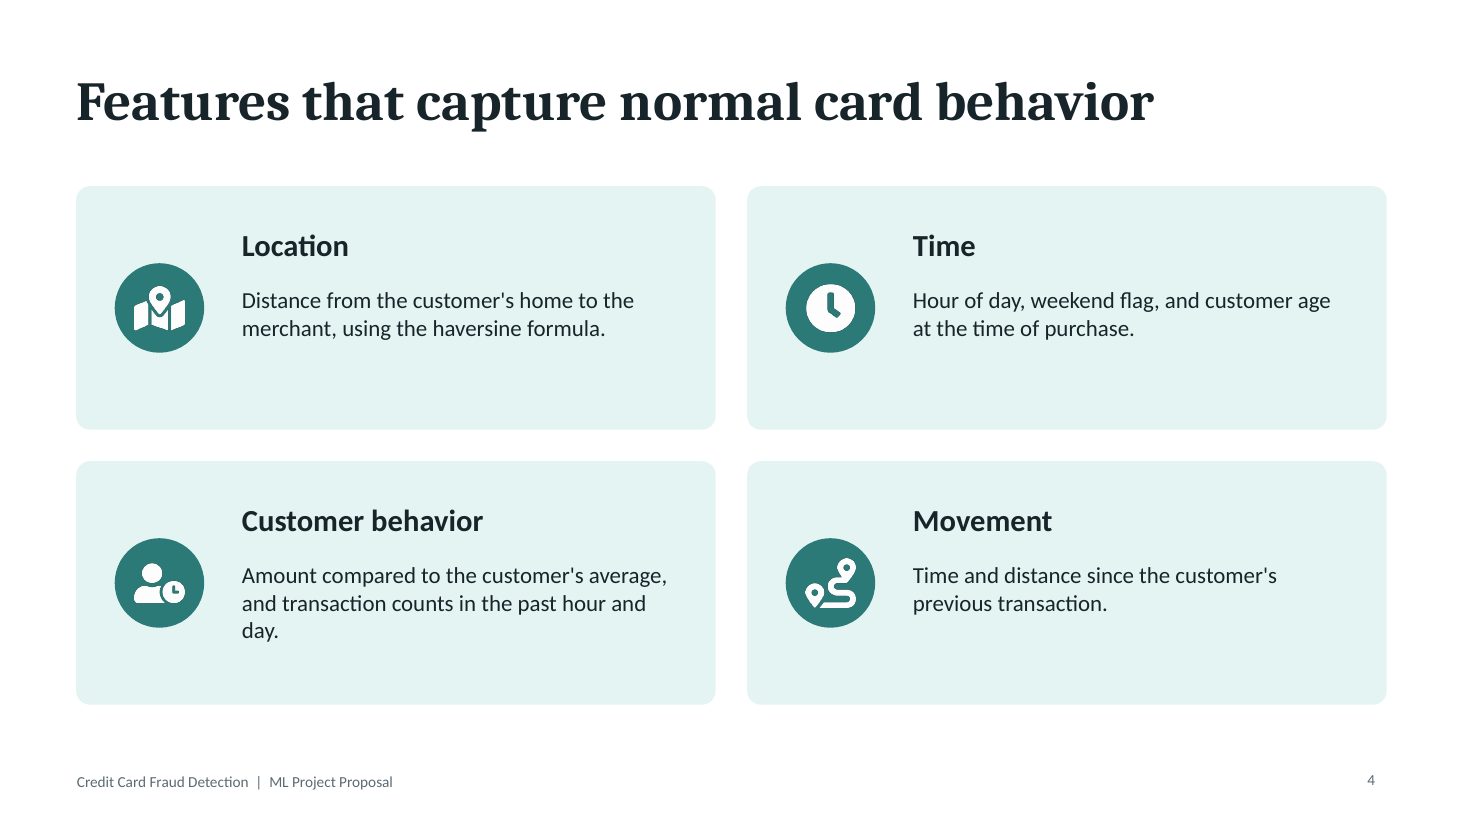 Features that capture normal card behavior
Location
Distance from the customer's home to the
merchant, using the haversine formula.
Time
Hour of day, weekend flag, and customer age
at the time of purchase.
Customer behavior
Amount compared to the customer's average,
and transaction counts in the past hour and
day.
Movement
Time and distance since the customer's
previous transaction.
Credit Card Fraud Detection | ML Project Proposal
4